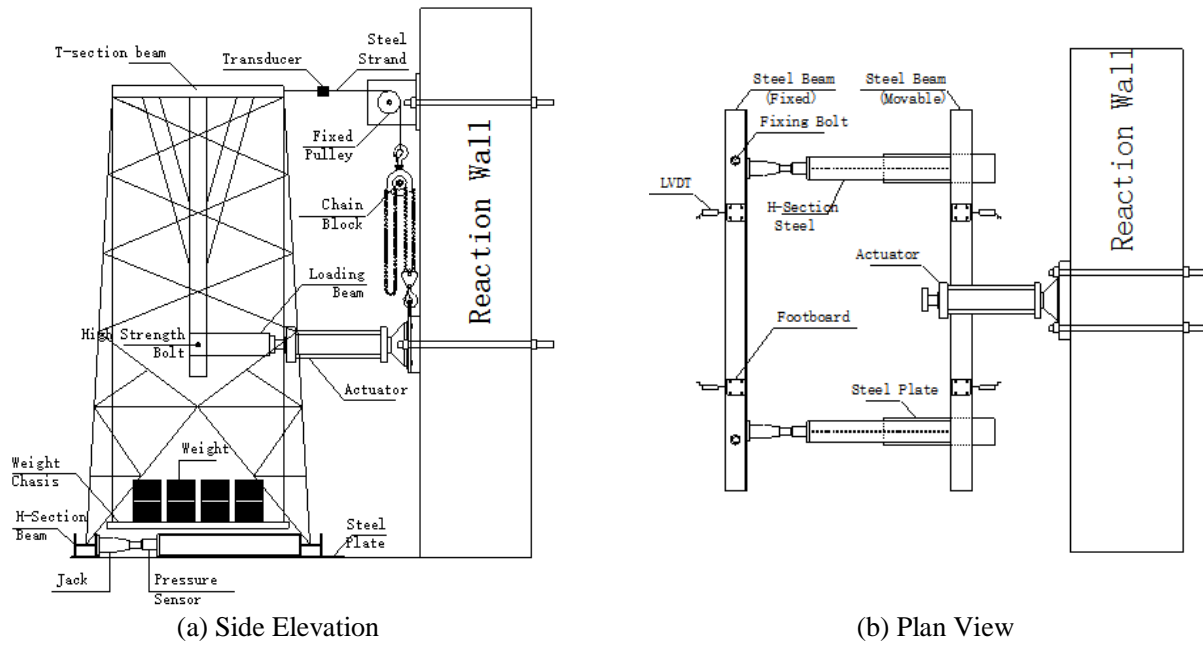 T-section beam
Transducer
Steel
Strand
Fixed
Pulley
Chain
Block
Loading
Beam
High Strength
Bolt
Actuator
Weight
Weight
Chasis
H-Section
Beam
Steel
Plate
Jack
Pressure
Sensor
Reaction Wall
(a) Side Elevation
Steel Beam
(Fixed)
Steel Beam
(Movable)
Fixing Bolt
LVDT
H-Section
Steel
Actuator
Footboard
Steel Plate
Reaction Wall
(b) Plan View